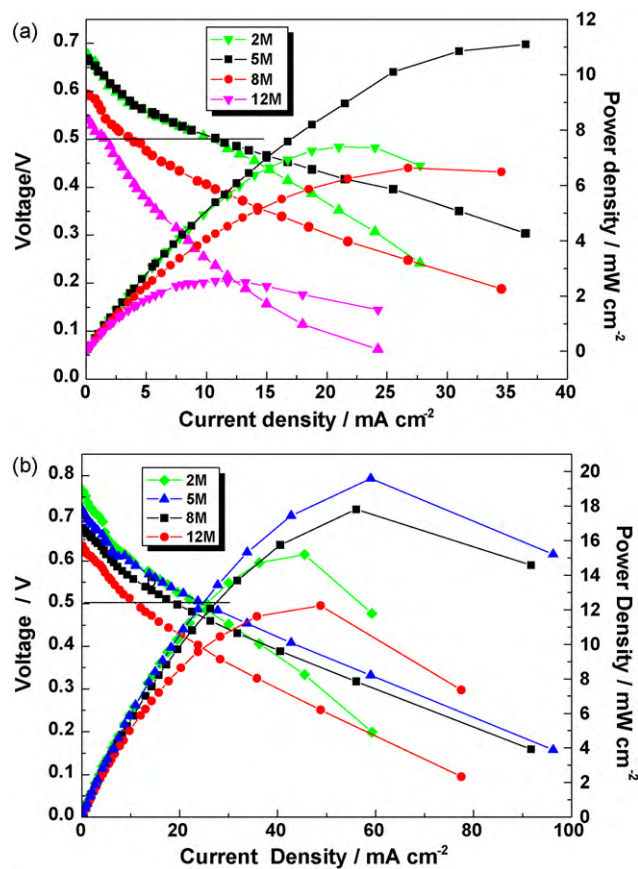 (a)
0.7
0.6
0.5
0.4
0.3
0.2
0.1
0.0
Voltage/V
2M
5M
8M
12M
12
10
8
6
4
2
0
Power density / mW cm-2
0 5 10 15 20 25 30 35 40
Current density / mA cm-2
(b)
0.8
0.7
0.6
0.5
0.4
0.3
0.2
0.1
0.0
Voltage / V
2M
5M
8M
12M
20
18
16
14
12
10
8
6
4
2
0
Power Density / mW cm-2
0 20 40 60 80 100
Current Density / mA cm-2